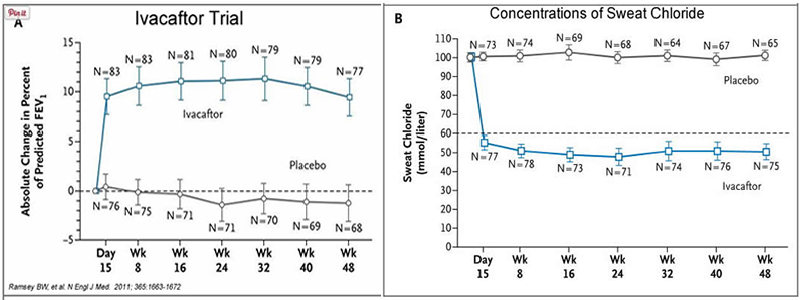 Pin it
A
Ivacaftor Trial
Absolute Change in Percent
of Predicted FEV1
15
10
5
0
−5
N=83
N=83
N=81
N=80
N=79
N=79
N=77
Ivacaftor
Placebo
N=76
N=75
N=71
N=71
N=70
N=69
N=68
Day
15
Wk
8
Wk
16
Wk
24
Wk
32
Wk
40
Wk
48
Ramsey BW, et al. N Engl J Med. 2011; 365:1663-1672
B
Concentrations of Sweat Chloride
Sweat Chloride
(mmol/liter)
110
100
90
80
70
60
50
40
30
20
10
0
N=73
N=74
N=69
N=68
N=64
N=67
N=65
Placebo
N=77
N=78
N=73
N=71
N=74
N=76
N=75
Ivacaftor
Day
15
Wk
8
Wk
16
Wk
24
Wk
32
Wk
40
Wk
48